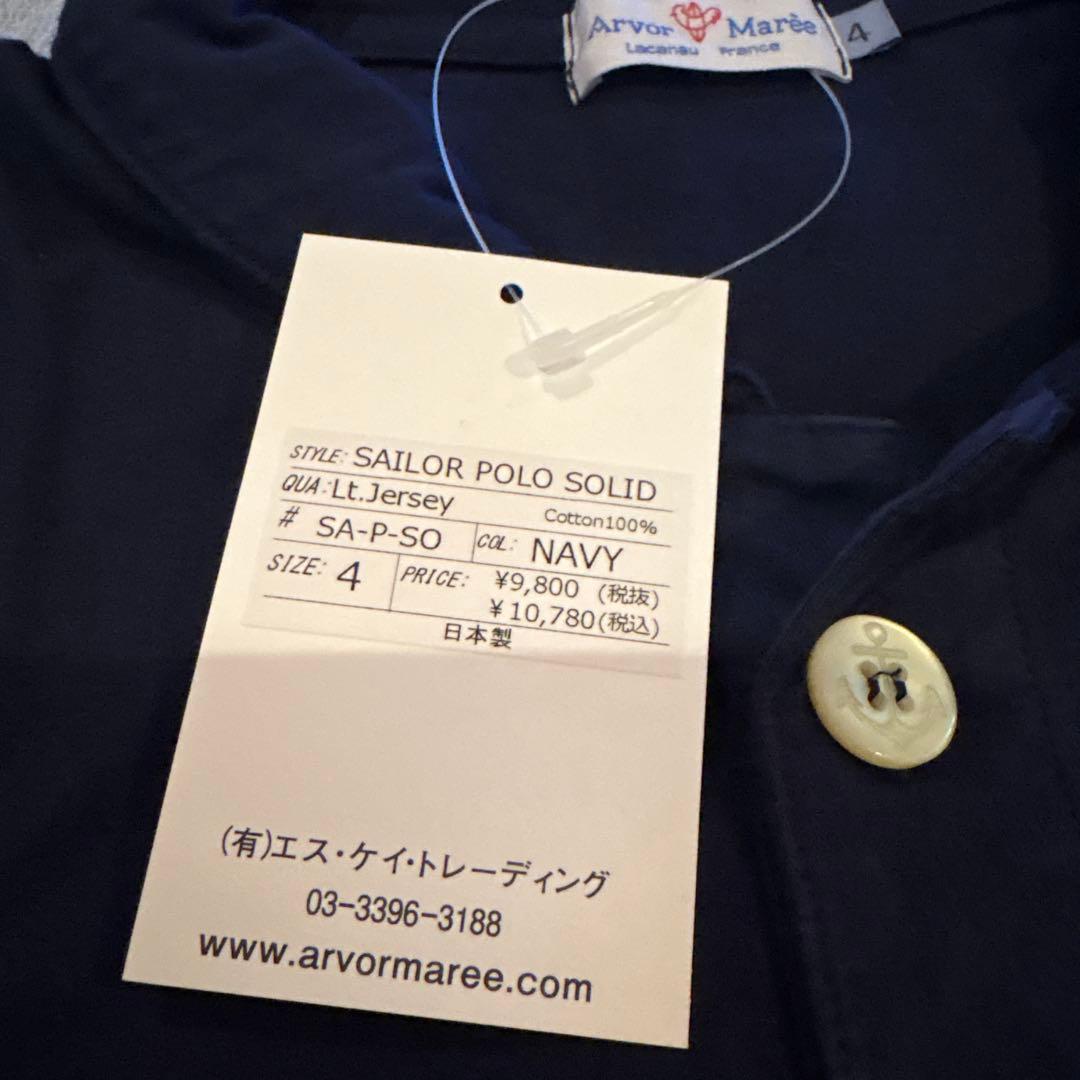 Arvor Marèe
Lacanau France
4
STYLE: SAILOR POLO SOLID
QUA: Lt.Jersey Cotton100%
# SA-P-SO COL: NAVY
SIZE: 4 PRICE: ¥9,800 (税抜)
¥10,780(税込)
日本製
(有)エス・ケイ・トレーディング
03-3396-3188
www.arvormaree.com